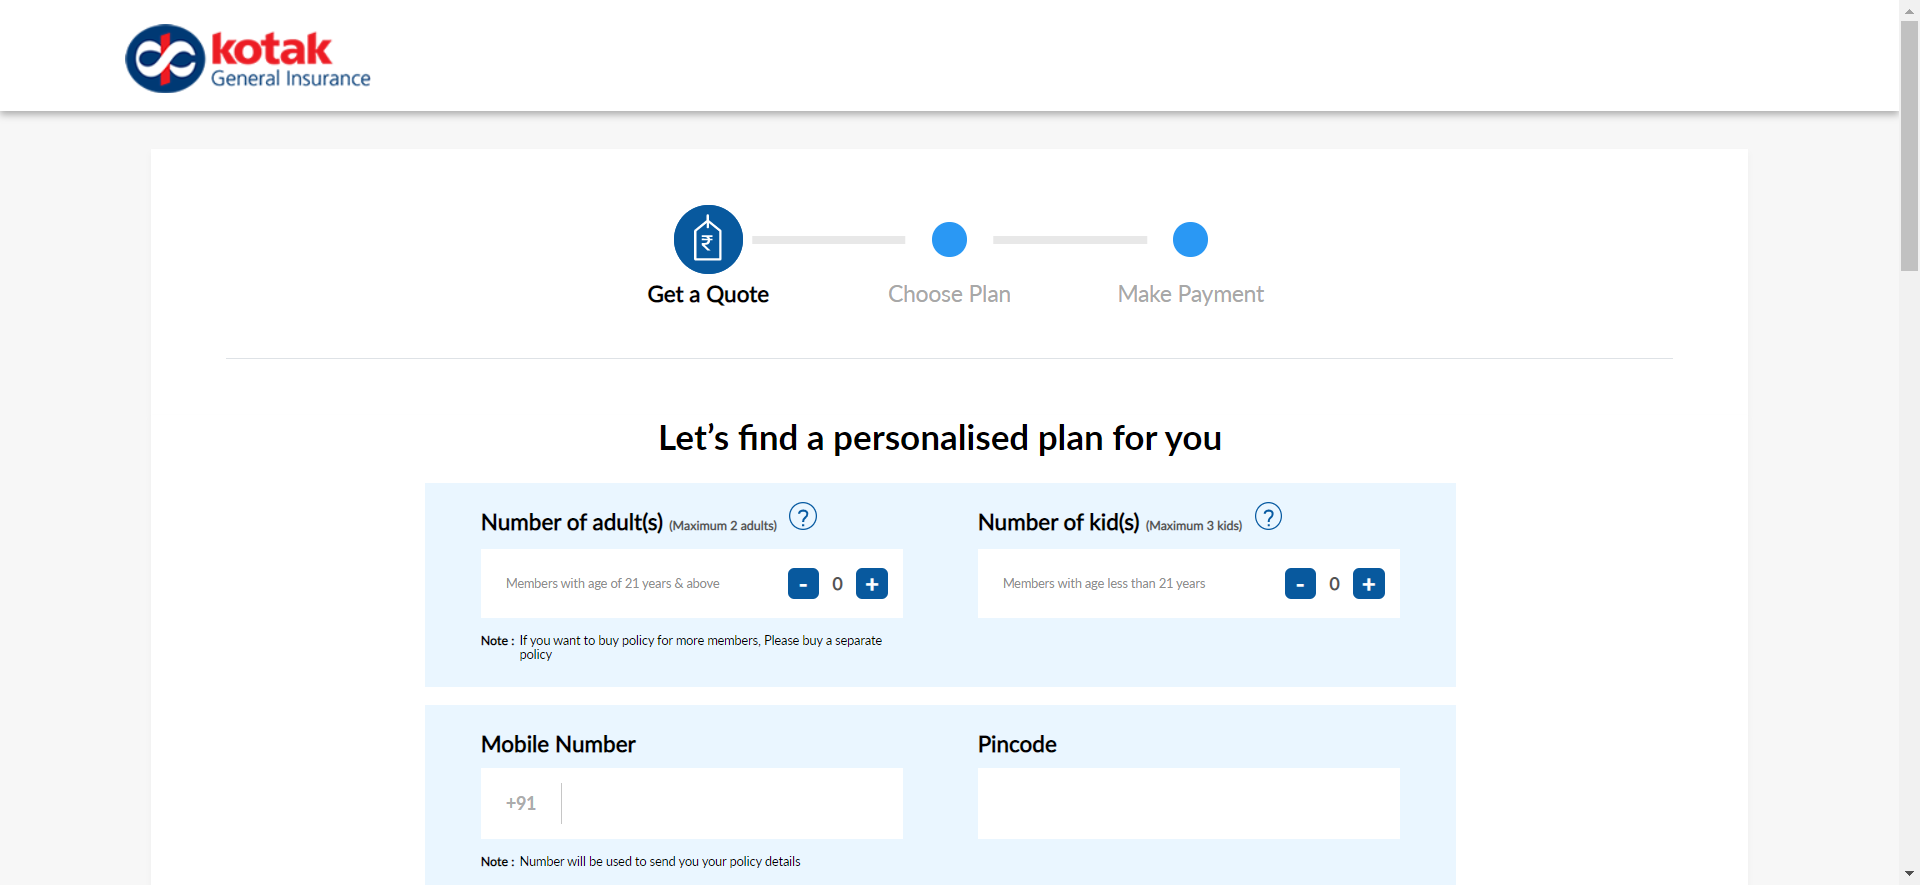 kotak
General Insurance
₹
Get a Quote
Choose Plan
Make Payment
Let’s find a personalised plan for you
Number of adult(s) (Maximum 2 adults) ?
Number of kid(s) (Maximum 3 kids) ?
Members with age of 21 years & above - 0 +
Members with age less than 21 years - 0 +
Note : If you want to buy policy for more members, Please buy a separate
policy
Mobile Number
Pincode
+91
Note : Number will be used to send you your policy details